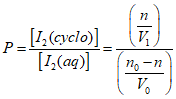 P = [I₂(cyclo)] / [I₂(aq)] = (n / V₁) / ((n₀ − n) / V₀)